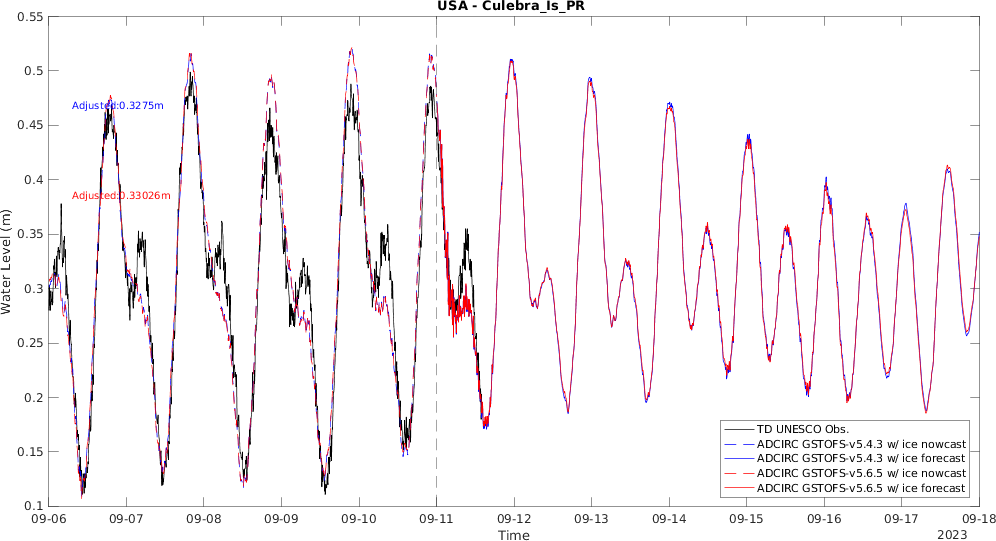 USA - Culebra_Is_PR
0.55
0.5
0.45
0.4
0.35
0.3
0.25
0.2
0.15
0.1
Water Level (m)
Adjusted:0.3275m
Adjusted:0.33026m
TD UNESCO Obs.
ADCIRC GSTOFS-v5.4.3 w/ ice nowcast
ADCIRC GSTOFS-v5.4.3 w/ ice forecast
ADCIRC GSTOFS-v5.6.5 w/ ice nowcast
ADCIRC GSTOFS-v5.6.5 w/ ice forecast
09-06 09-07 09-08 09-09 09-10 09-11 09-12 09-13 09-14 09-15 09-16 09-17 09-18
Time
2023